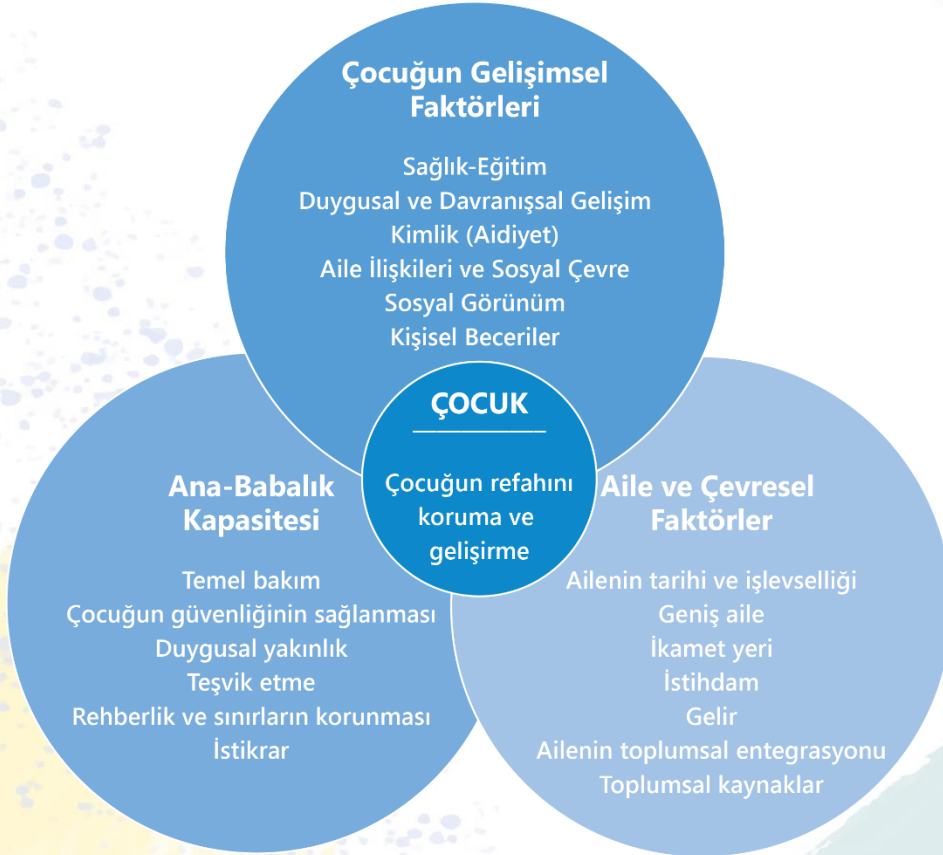 Çocuğun Gelişimsel
Faktörleri
Sağlık-Eğitim
Duygusal ve Davranışsal Gelişim
Kimlik (Aidiyet)
Aile İlişkileri ve Sosyal Çevre
Sosyal Görünüm
Kişisel Beceriler
ÇOCUK
Çocuğun refahını
koruma ve
gelişirme
Ana-Babalık
Kapasitesi
Temel bakım
Çocuğun güvenliğinin sağlanması
Duygusal yakınlık
Teşvik etme
Rehberlik ve sınırların korunması
İstikrar
Aile ve Çevresel
Faktörler
Ailenin tarihi ve işlevselliği
Geniş aile
İkamet yeri
İstihdam
Gelir
Ailenin toplumsal entegrasyonu
Toplumsal kaynaklar